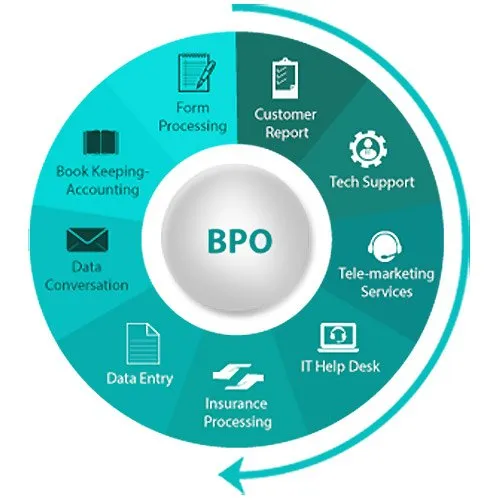 Customer
Report
Tech Support
Tele-marketing
Services
IT Help Desk
Insurance
Processing
Data Entry
Data
Conversation
Book Keeping-
Accounting
Form
Processing
BPO